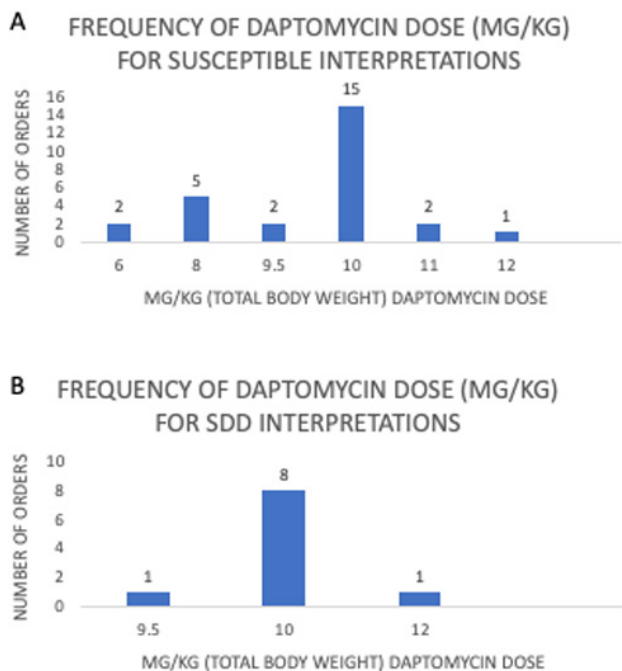 A
FREQUENCY OF DAPTOMYCIN DOSE (MG/KG)
FOR SUSCEPTIBLE INTERPRETATIONS
NUMBER OF ORDERS
16
14
12
10
8
6
4
2
0
2
5
2
15
2
1
6 8 9.5 10 11 12
MG/KG (TOTAL BODY WEIGHT) DAPTOMYCIN DOSE
B
FREQUENCY OF DAPTOMYCIN DOSE (MG/KG)
FOR SDD INTERPRETATIONS
NUMBER OF ORDERS
10
8
6
4
2
0
1
8
1
9.5 10 12
MG/KG (TOTAL BODY WEIGHT) DAPTOMYCIN DOSE